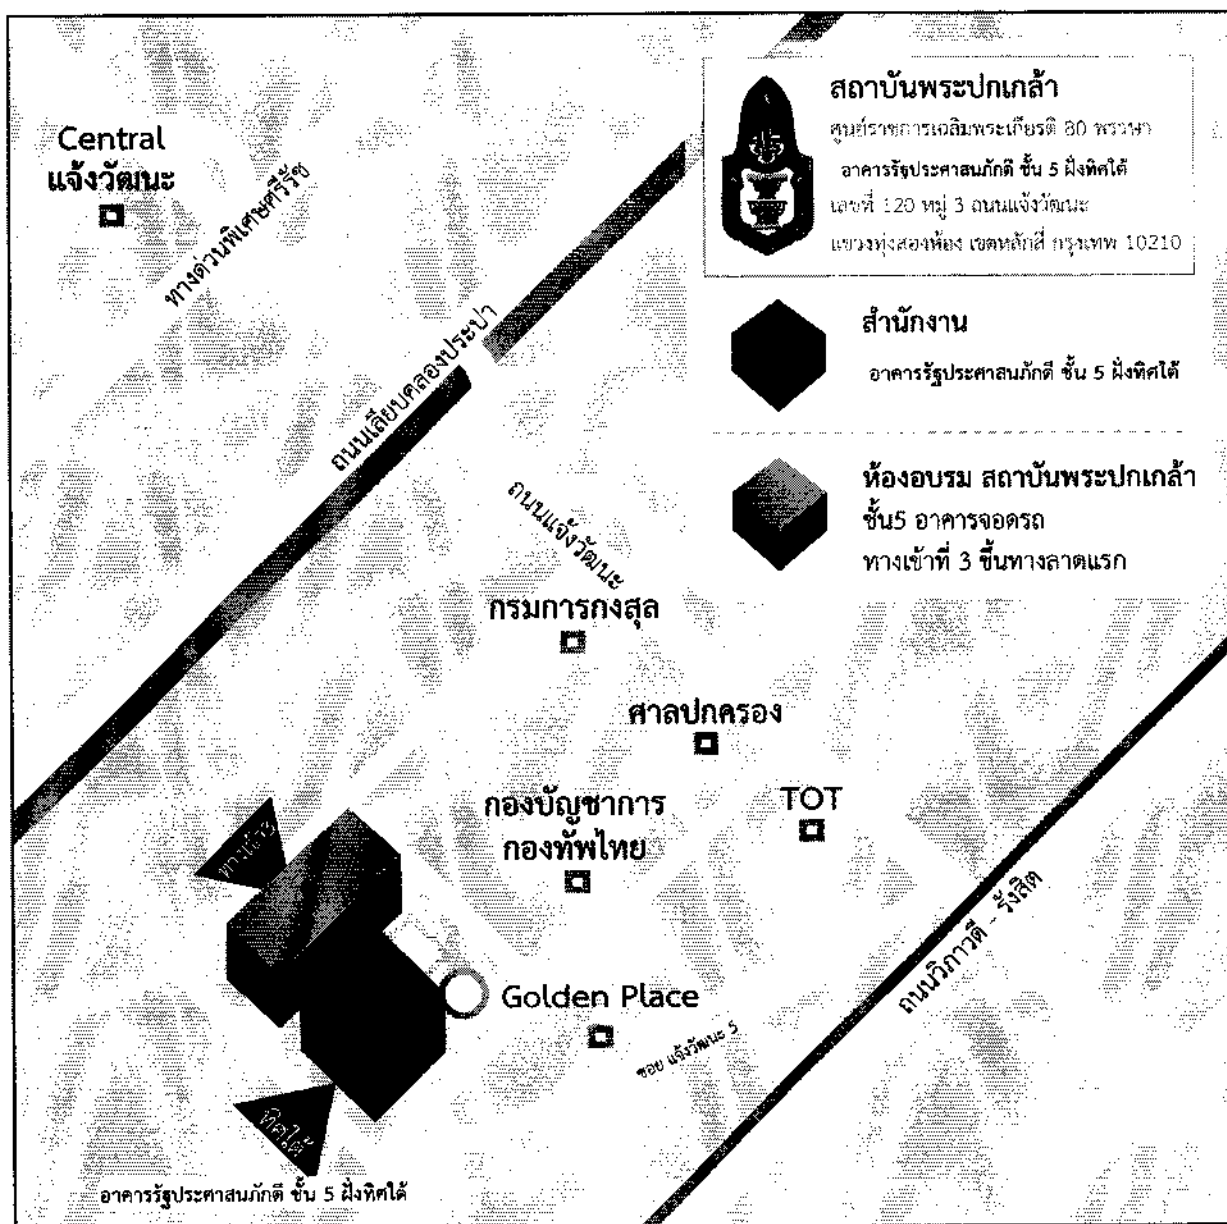 สถาบันพระปกเกล้า
ศูนย์ราชการเฉลิมพระเกียรติ 80 พรรษา
อาคารรัฐประศาสนภักดี ชั้น 5 ฝั่งทิศใต้
เลขที่ 120 หมู่ 3 ถนนแจ้งวัฒนะ
แขวงทุ่งสองห้อง เขตหลักสี่ กรุงเทพ 10210
Central
แจ้งวัฒนะ
ทางด่วนพิเศษศรีรัช
ถนนเลียบคลองประปา
สำนักงาน
อาคารรัฐประศาสนภักดี ชั้น 5 ฝั่งทิศใต้
ห้องอบรม สถาบันพระปกเกล้า
ชั้น5 อาคารจอดรถ
ทางเข้าที่ 3 ขึ้นทางลาดแรก
ถนนแจ้งวัฒนะ
กรมการกงสุล
ศาลปกครอง
TOT
กองบัญชาการ
กองทัพไทย
ทางเข้า
ถนนวิภาวดี - รังสิต
Golden Place
ซอย แจ้งวัฒนะ 5
ทิศใต้
อาคารรัฐประศาสนภักดี ชั้น 5 ฝั่งทิศใต้